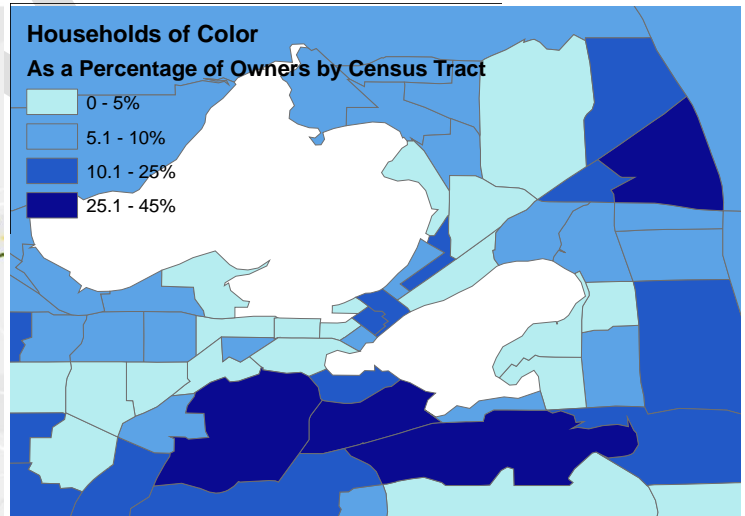 Households of Color
As a Percentage of Owners by Census Tract
0 - 5%
5.1 - 10%
10.1 - 25%
25.1 - 45%